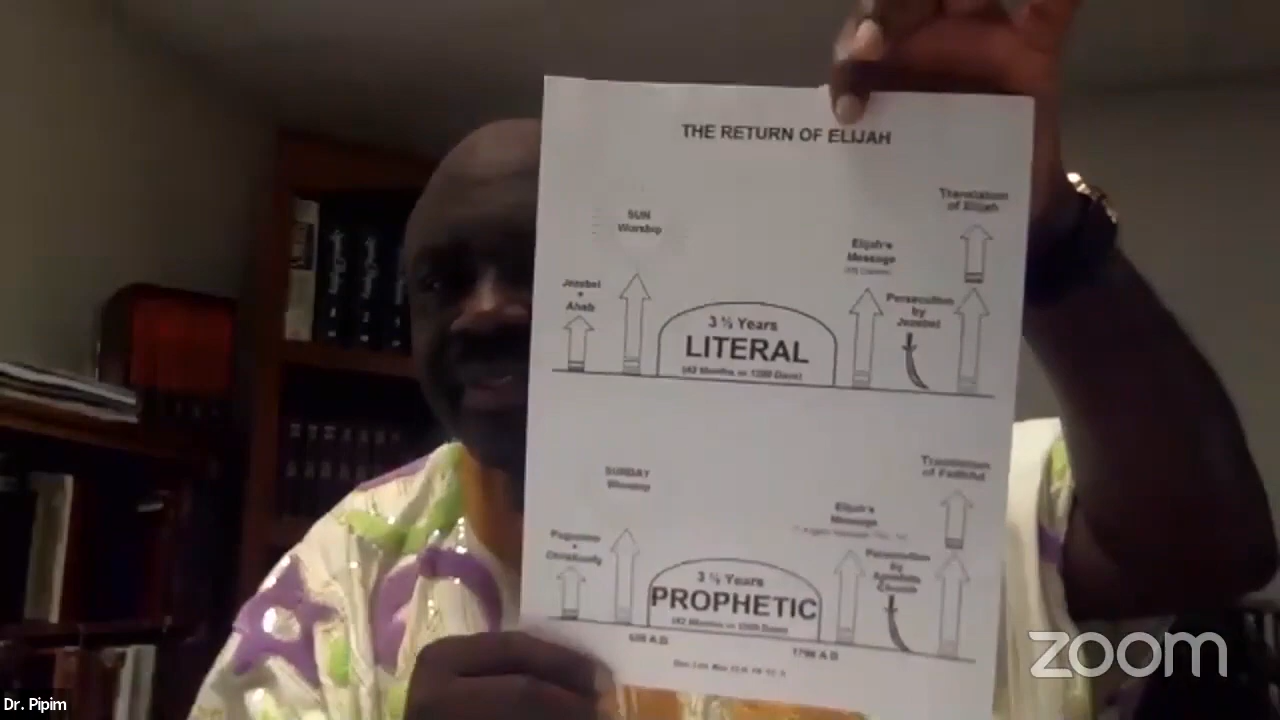 THE RETURN OF ELIJAH
Translation
of Elijah
SUN
Worship
Elijah's
Message
Jezebel
+
Ahab
Persecution
by
Jezebel
3 ½ Years
LITERAL
(42 Months or 1260 Days)
Translation
of Faithful
SUNDAY
Worship
Elijah's
Message
Paganism
+
Christianity
Persecution
by
Apostate
Church
3 ½ Years
PROPHETIC
(42 Months or 1260 Days)
538 A.D
1798 A.D
zoom
Dr. Pipim